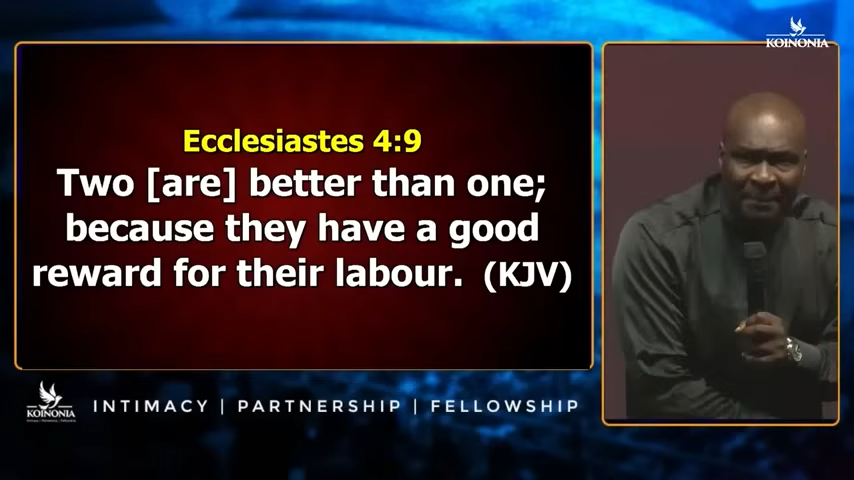 KOINONIA
Ecclesiastes 4:9
Two [are] better than one;
because they have a good
reward for their labour. (KJV)
KOINONIA
INTIMACY | PARTNERSHIP | FELLOWSHIP